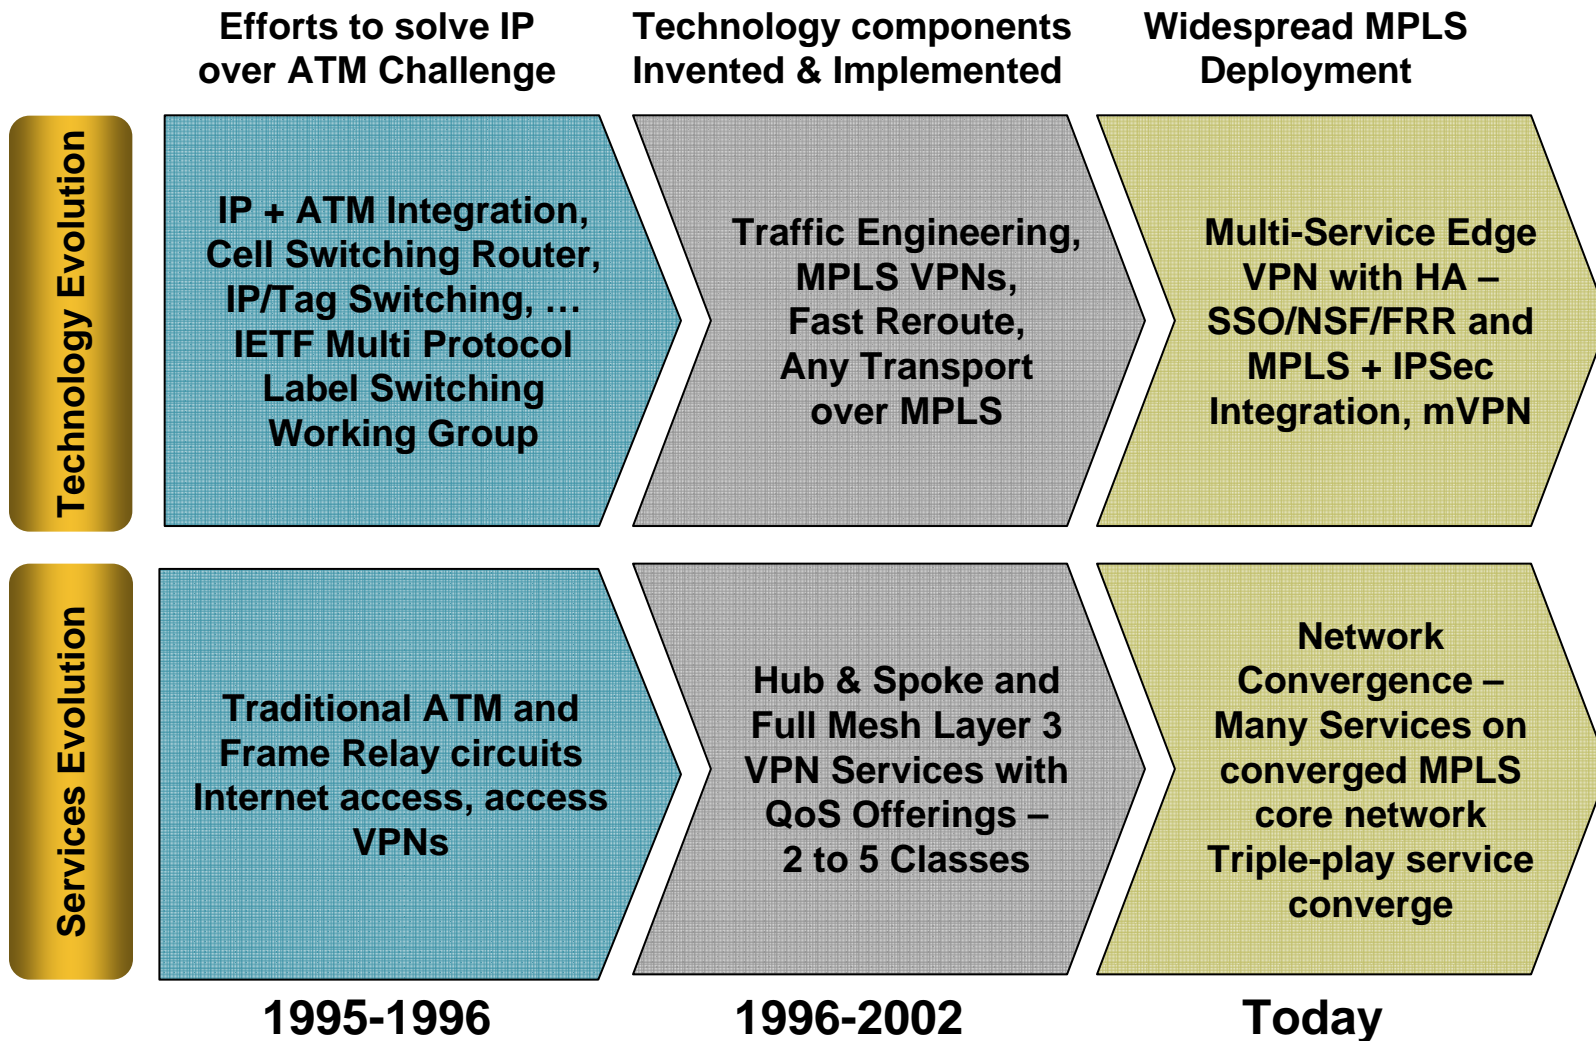 Efforts to solve IP
over ATM Challenge
Technology components
Invented & Implemented
Widespread MPLS
Deployment
Technology Evolution
IP + ATM Integration,
Cell Switching Router,
IP/Tag Switching, …
IETF Multi Protocol
Label Switching
Working Group
Traffic Engineering,
MPLS VPNs,
Fast Reroute,
Any Transport
over MPLS
Multi-Service Edge
VPN with HA –
SSO/NSF/FRR and
MPLS + IPSec
Integration, mVPN
Services Evolution
Traditional ATM and
Frame Relay circuits
Internet access, access
VPNs
Hub & Spoke and
Full Mesh Layer 3
VPN Services with
QoS Offerings –
2 to 5 Classes
Network
Convergence –
Many Services on
converged MPLS
core network
Triple-play service
converge
1995-1996
1996-2002
Today